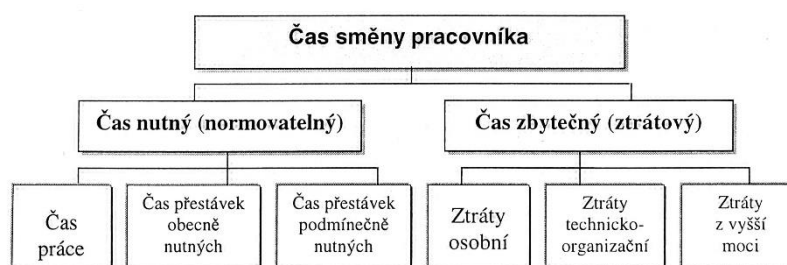 Čas směny pracovníka
Čas nutný (normovatelný)
Čas zbytečný (ztrátový)
Čas
práce
Čas přestávek
obecně
nutných
Čas přestávek
podmínečně
nutných
Ztráty
osobní
Ztráty
technicko-
organizační
Ztráty
z vyšší
moci